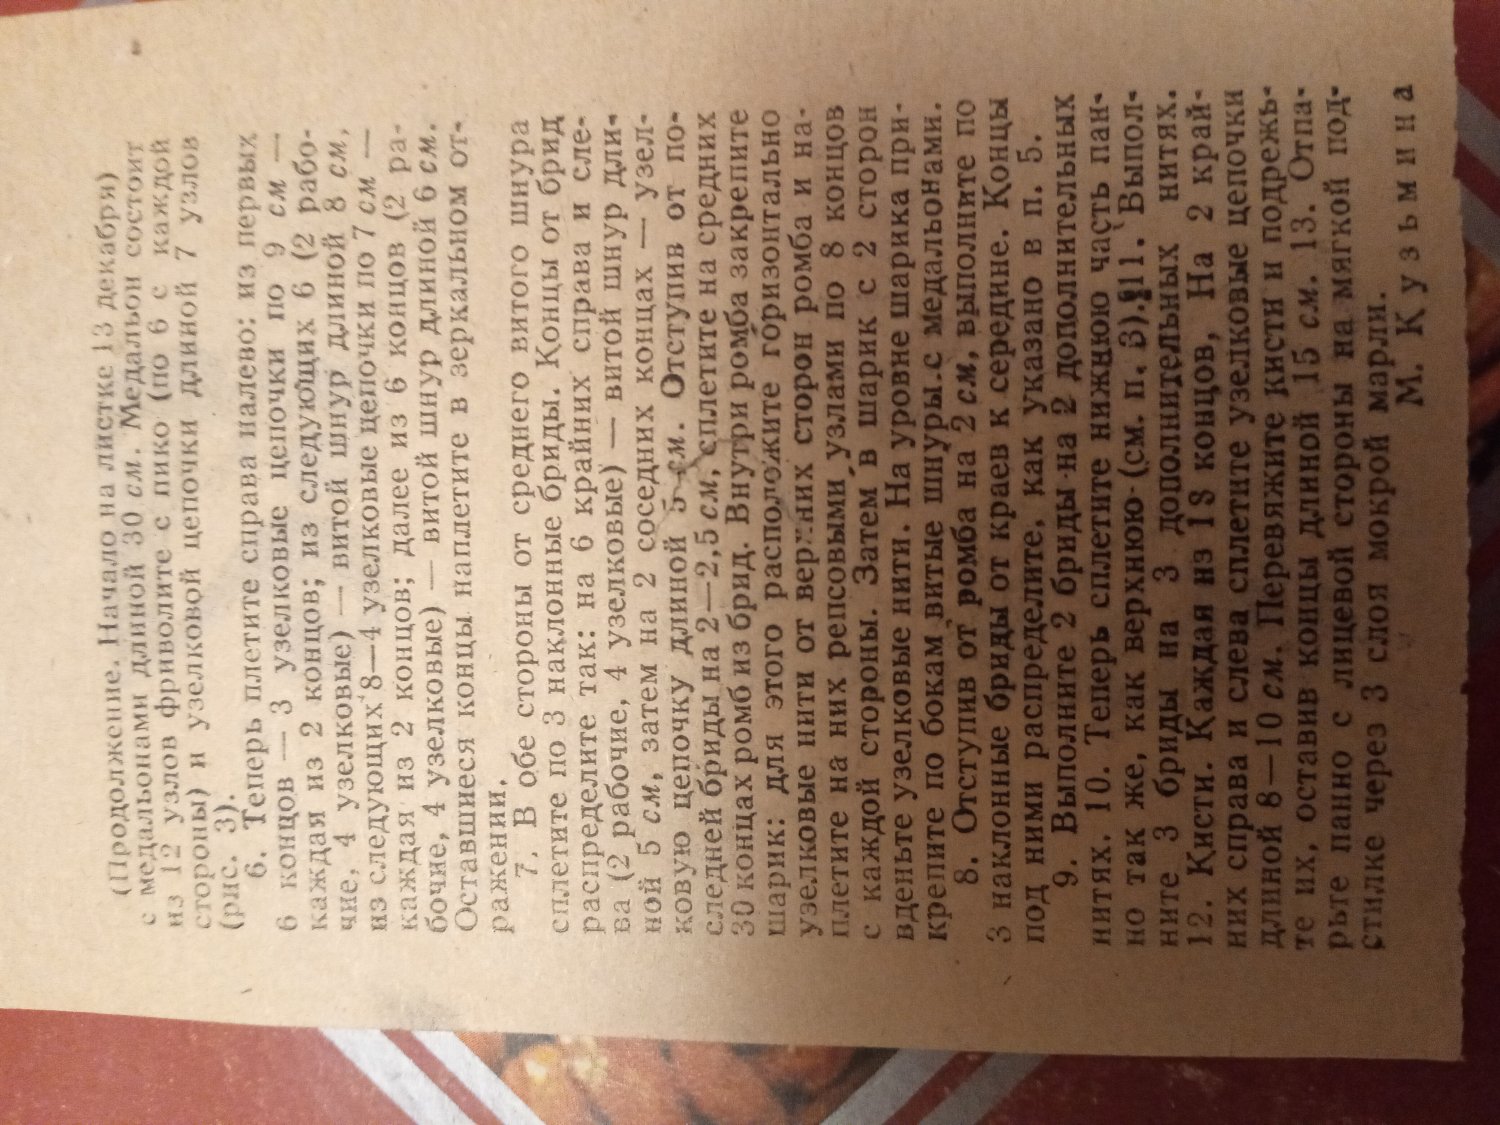 (Продолжение. Начало на листке 13 декабри)
с медальонами длиной 30 см. Медальон состоит
из 12 узлов фриволите с пико (по 6 с каждой
стороны) и узелковой цепочки длиной 7 узлов
(рис. 3).
6. Теперь плетите справа налево: из первых
6 концов — 3 узелковые цепочки по 9 см —
каждая из 2 концов; из следующих 6 (2 рабо-
чие, 4 узелковые) — витой шнур длиной 8 см,
из следующих 8—4 узелковые цепочки по 7 см —
каждая из 2 концов; далее из 6 концов (2 ра-
бочие, 4 узелковые) — витой шнур длиной 6 см.
Оставшиеся концы наплетите в зеркальном от-
ражении.
7. В обе стороны от среднего витого шнура
сплетите по 3 наклонные бриды. Концы от брид
распределите так: на 6 крайних справа и сле-
ва (2 рабочие, 4 узелковые) — витой шнур дли-
ной 5 см, затем на 2 соседних концах — узел-
ковую цепочку длиной 5 см. Отступив от по-
следней бриды на 2—2,5 см, сплетите на средних
30 концах ромб из брид. Внутри ромба закрепите
шарик: для этого расположите горизонтально
узелковые нити от верхних сторон ромба и на-
плетите на них репсовыми узлами по 8 концов
с каждой стороны. Затем в шарик с 2 сторон
вденьте узелковые нити. На уровне шарика при-
крепите по бокам витые шнуры с медальонами.
8. Отступив от ромба на 2 см, выполните по
3 наклонные бриды от краев к середине. Концы
под ними распределите, как указано в п. 5.
9. Выполните 2 бриды на 2 дополнительных
нитях. 10. Теперь сплетите нижнюю часть пан-
но так же, как верхнюю (см. п. 3). 11. Выпол-
ните 3 бриды на 3 дополнительных нитях.
12. Кисти. Каждая из 18 концов, На 2 край-
них справа и слева сплетите узелковые цепочки
длиной 8—10 см. Перевяжите кисти и подрежь-
те их, оставив концы длиной 15 см. 13. Отпа-
рьте панно с лицевой стороны на мягкой под-
стилке через 3 слоя мокрой марли.
М. Кузьмина